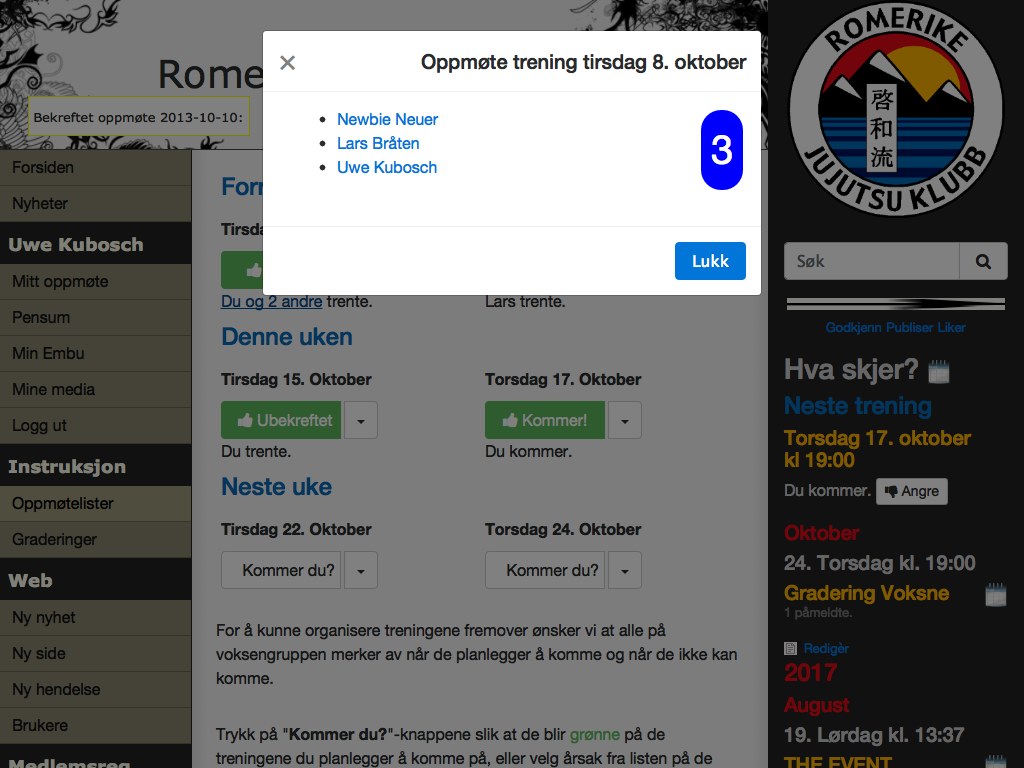 Rome
Bekreftet oppmøte 2013-10-10:
×
Oppmøte trening tirsdag 8. oktober
Newbie Neuer
Lars Bråten
Uwe Kubosch
3
Lukk
Forsiden
Nyheter
Uwe Kubosch
Mitt oppmøte
Pensum
Min Embu
Mine media
Logg ut
Instruksjon
Oppmøtelister
Graderinger
Web
Ny nyhet
Ny side
Ny hendelse
Brukere
Medlemsreg
Du og 2 andre trente.
Lars trente.
Denne uken
Tirsdag 15. Oktober
Torsdag 17. Oktober
Ubekreftet
Kommer!
Du trente.
Du kommer.
Neste uke
Tirsdag 22. Oktober
Torsdag 24. Oktober
Kommer du?
Kommer du?
For å kunne organisere treningene fremover ønsker vi at alle på
voksengruppen merker av når de planlegger å komme og når de ikke kan
komme.
Trykk på "Kommer du?"-knappene slik at de blir grønne på de
treningene du planlegger å komme på, eller velg årsak fra listen på de
ROMERIKE
啓和流
JUJUTSU KLUBB
Søk
Godkjenn Publiser Liker
Hva skjer?
Neste trening
Torsdag 17. oktober
kl 19:00
Du kommer. Angre
Oktober
24. Torsdag kl. 19:00
Gradering Voksne
1 påmeldte.
Redigèr
2017
August
19. Lørdag kl. 13:37
THE EVENT